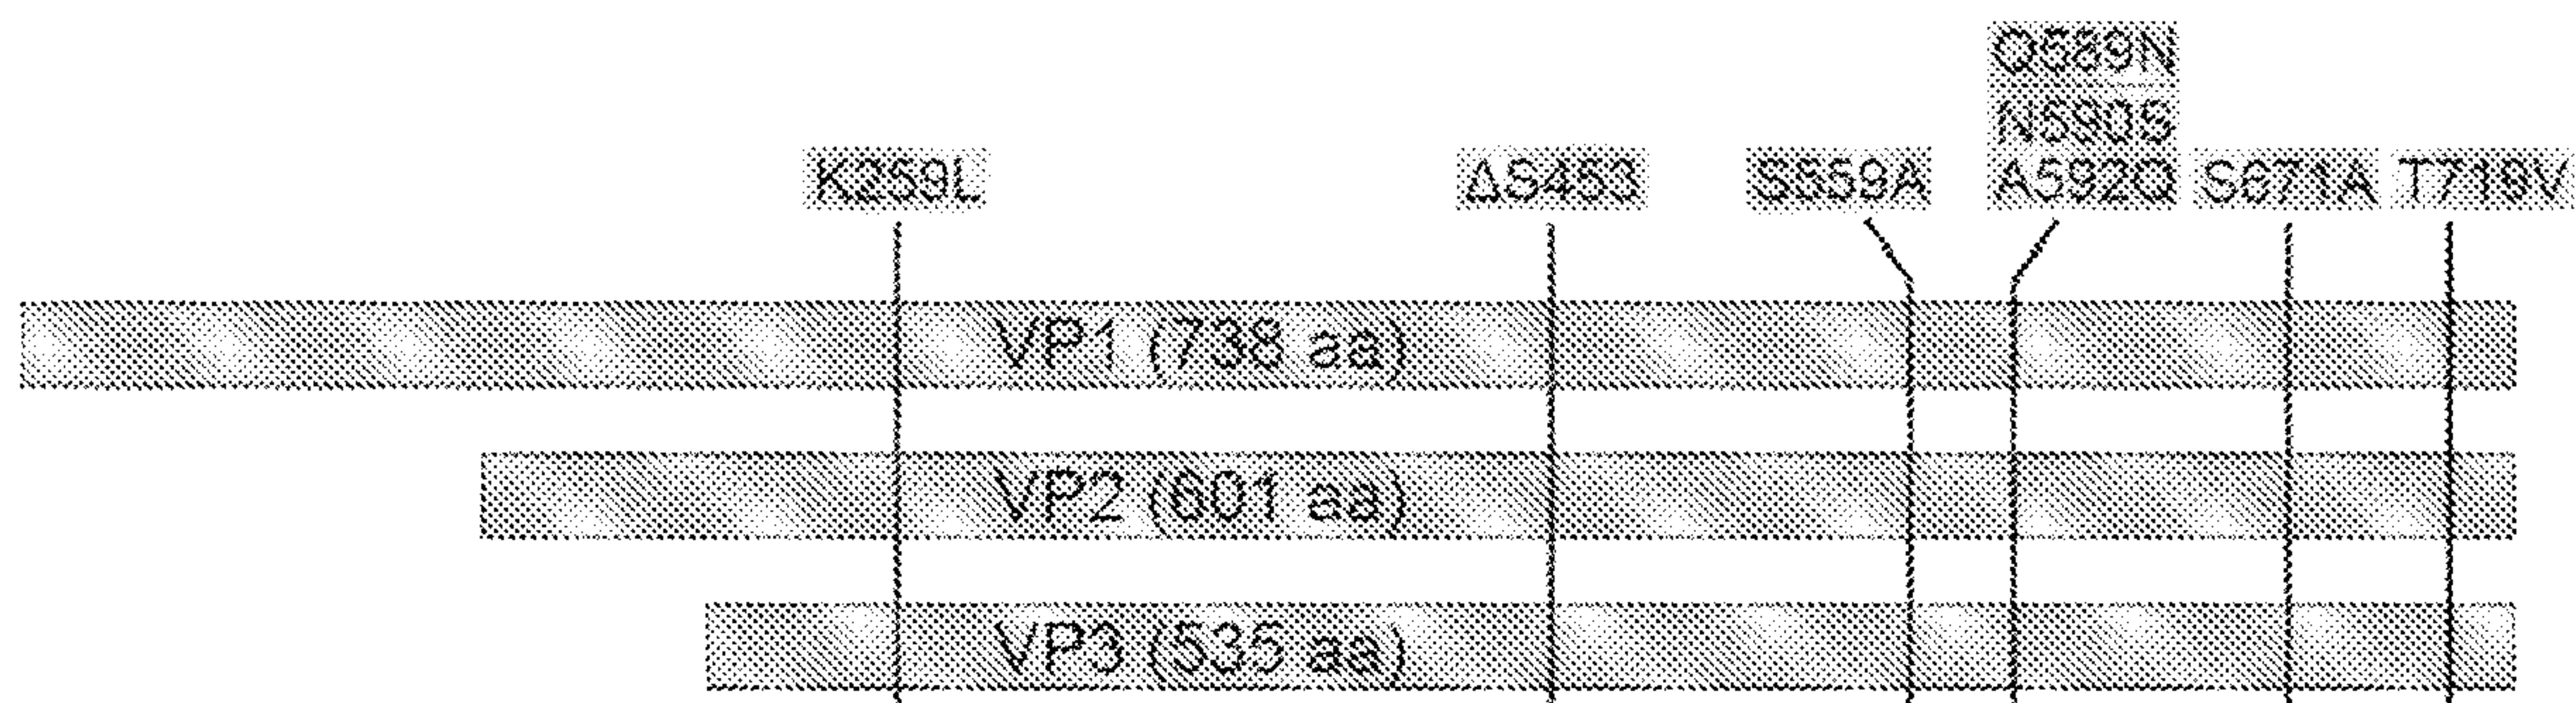 Q589N
N590S
K259L ΔS453 S559A A592Q S671A T719V
VP1 (738 aa)
VP2 (601 aa)
VP3 (535 aa)